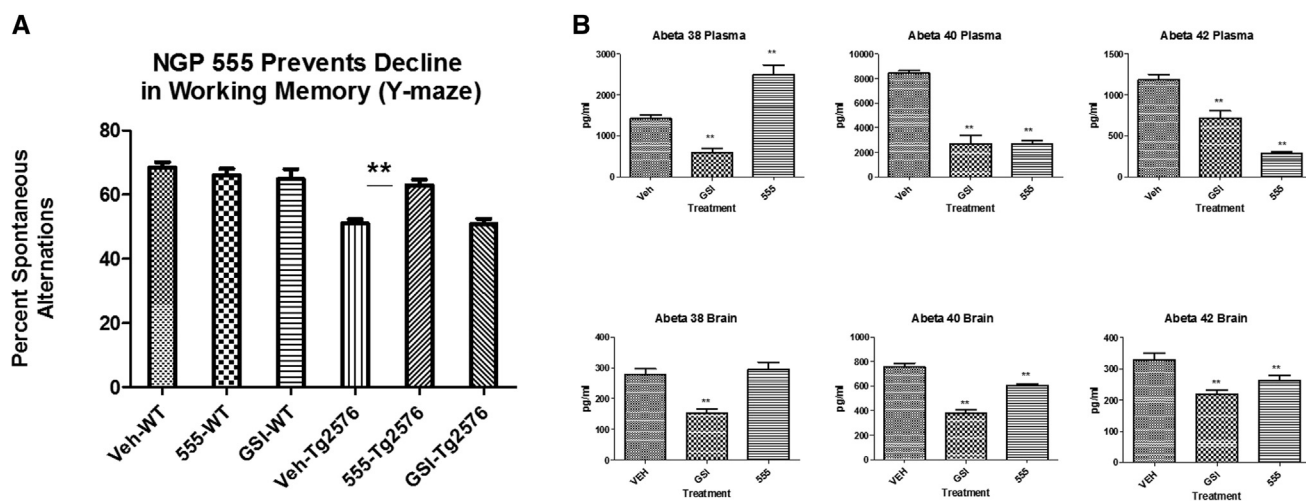 A
NGP 555 Prevents Decline
in Working Memory (Y-maze)
Percent Spontaneous
Alternations
80
60
40
20
0
**
Veh-WT
555-WT
GSI-WT
Veh-Tg2576
555-Tg2576
GSI-Tg2576
B
Abeta 38 Plasma
pg/ml
3000
2000
1000
0
**
**
Veh
GSI
555
Treatment
Abeta 40 Plasma
pg/ml
10000
8000
6000
4000
2000
0
**
**
Veh
GSI
555
Treatment
Abeta 42 Plasma
pg/ml
1500
1000
500
0
**
**
Veh
GSI
555
Treatment
Abeta 38 Brain
pg/ml
400
300
200
100
0
**
VEH
GSI
555
Treatment
Abeta 40 Brain
pg/ml
1000
800
600
400
200
0
**
**
VEH
GSI
555
Treatment
Abeta 42 Brain
pg/ml
400
300
200
100
0
**
**
VEH
GSI
555
Treatment